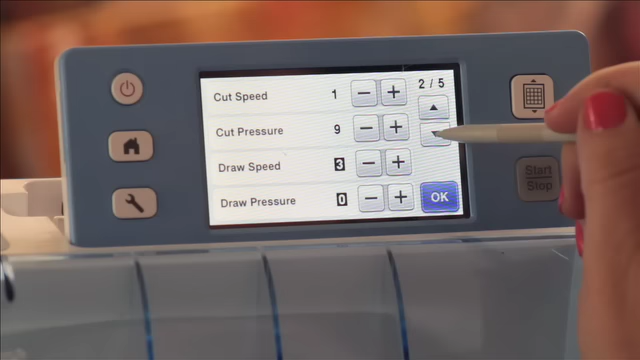 Cut Speed 1 − + 2 / 5
Cut Pressure 9 − +
Draw Speed 3 − +
Draw Pressure 0 − + OK
Start
Stop